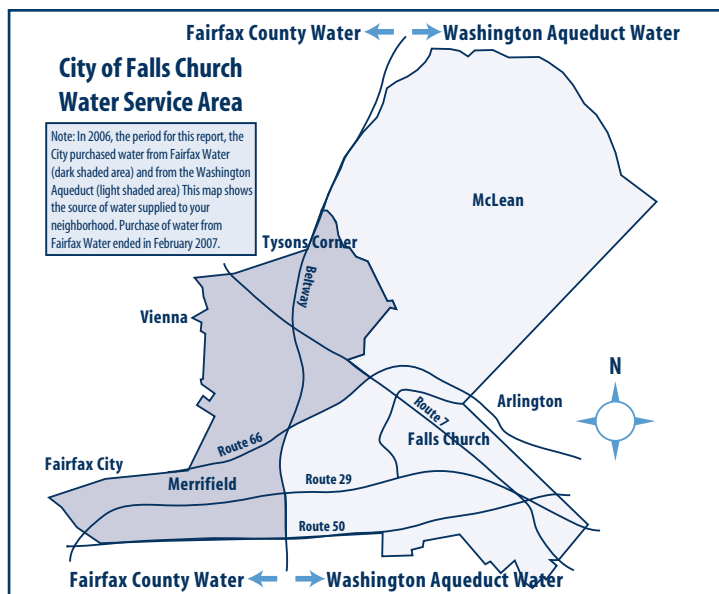 Fairfax County Water Washington Aqueduct Water
City of Falls Church
Water Service Area
Note: In 2006, the period for this report, the
City purchased water from Fairfax Water
(dark shaded area) and from the Washington
Aqueduct (light shaded area) This map shows
the source of water supplied to your
neighborhood. Purchase of water from
Fairfax Water ended in February 2007.
McLean
Tysons Corner
Beltway
Vienna
N
Arlington
Route 7
Falls Church
Route 66
Fairfax City
Merrifield
Route 29
Route 50
Fairfax County Water Washington Aqueduct Water